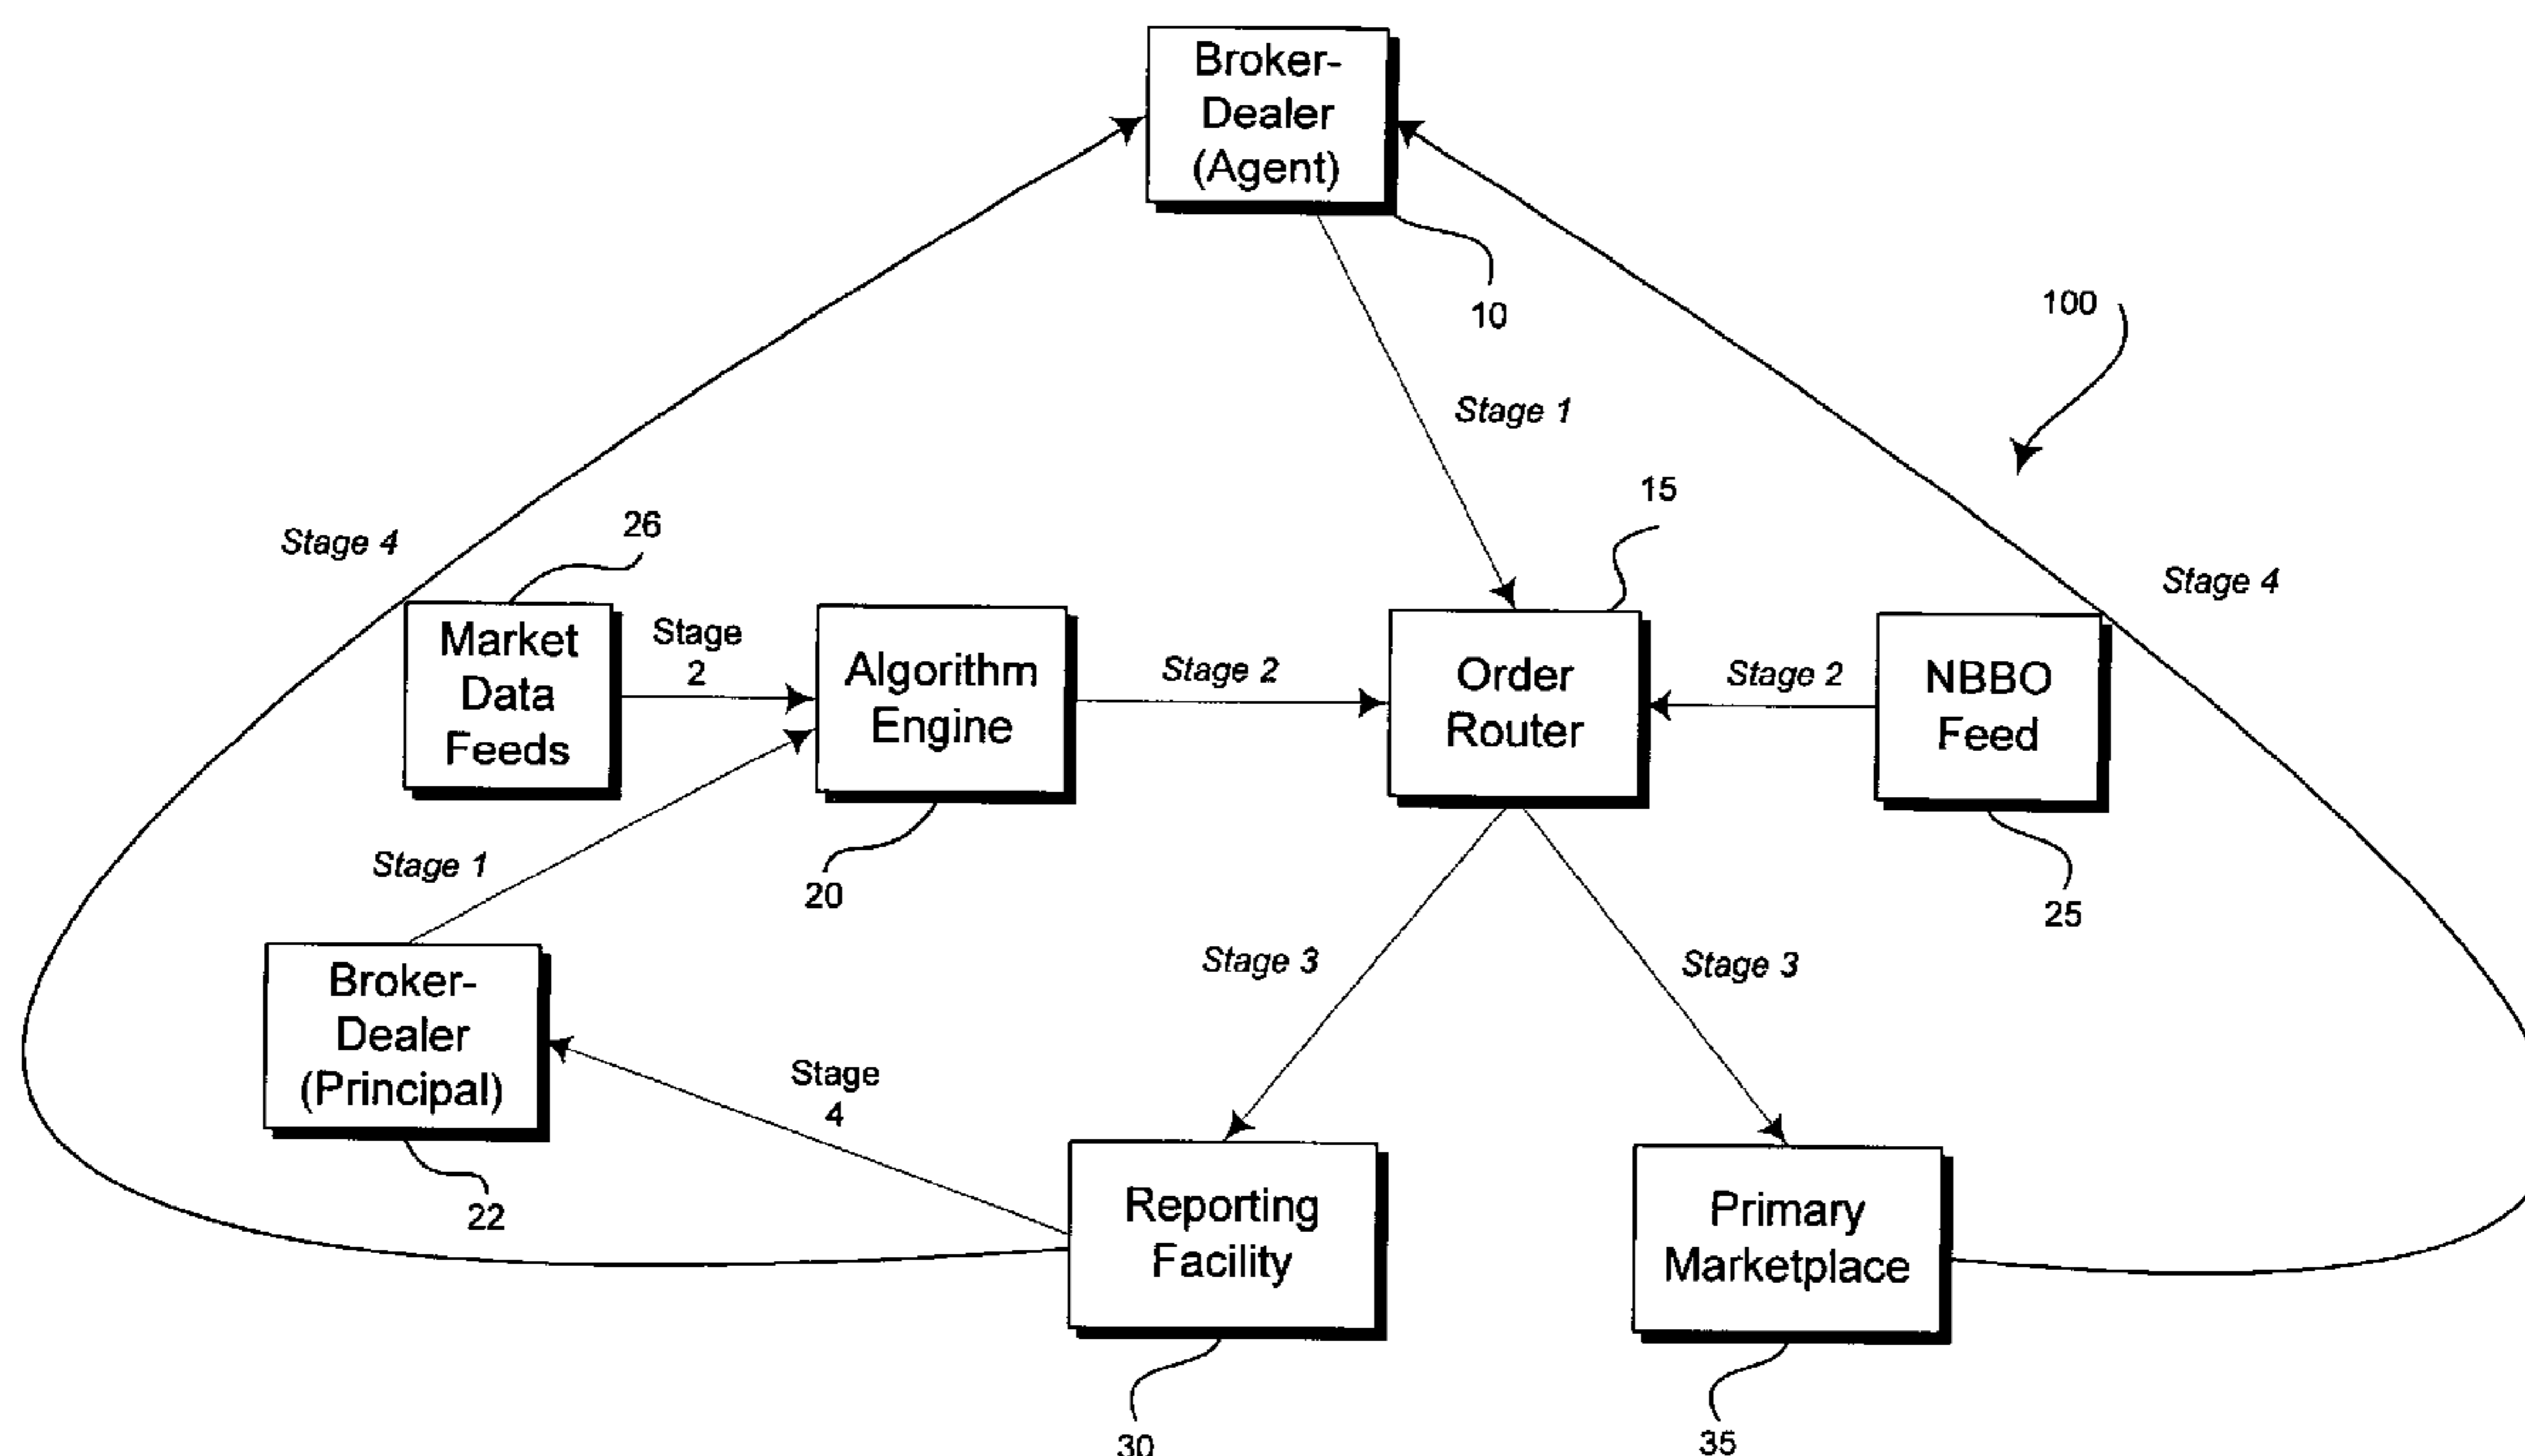 Broker-
Dealer
(Agent)
10
100
Stage 1
15
26
Stage 4
Stage 4
Market
Data
Feeds
Stage
2
Algorithm
Engine
Stage 2
Order
Router
Stage 2
NBBO
Feed
Stage 1
20
25
Broker-
Dealer
(Principal)
Stage 3
Stage 3
Stage
4
22
Reporting
Facility
Primary
Marketplace
30
35